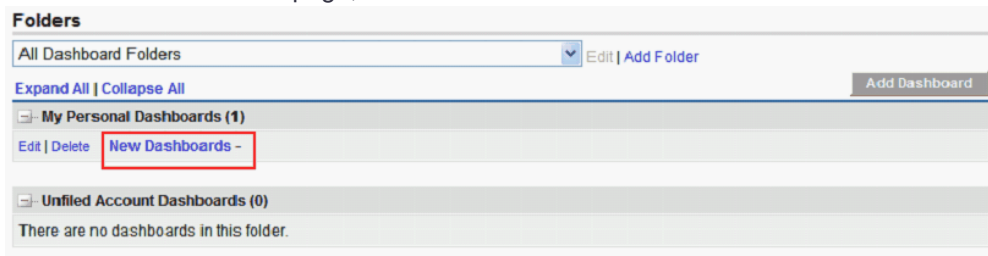 Folders
All Dashboard Folders Edit | Add Folder
Expand All | Collapse All Add Dashboard
My Personal Dashboards (1)
Edit | Delete New Dashboards -
Unfiled Account Dashboards (0)
There are no dashboards in this folder.